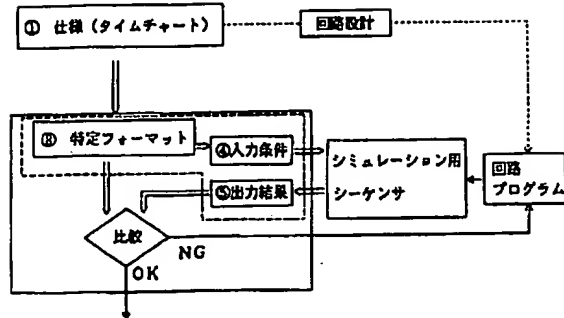 ① 仕様（タイムチャート）
回路設計
③ 特定フォーマット
④入力条件
シミュレーション用
シーケンサ
⑤出力結果
回路
プログラム
比較
NG
OK